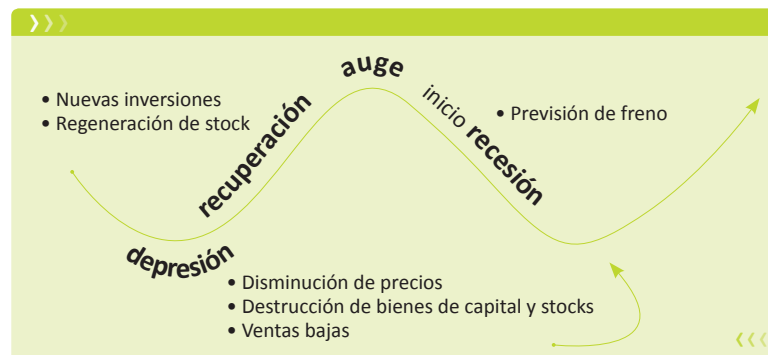 auge
• Nuevas inversiones
• Regeneración de stock
recuperación
inicio recesión
• Previsión de freno
depresión
• Disminución de precios
• Destrucción de bienes de capital y stocks
• Ventas bajas